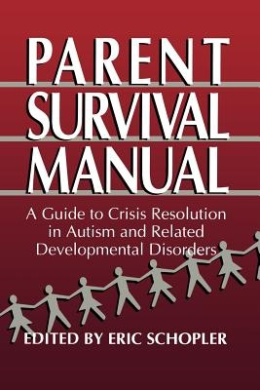 PARENT
SURVIVAL
MANUAL
A Guide to Crisis Resolution
in Autism and Related
Developmental Disorders
EDITED BY ERIC SCHOPLER